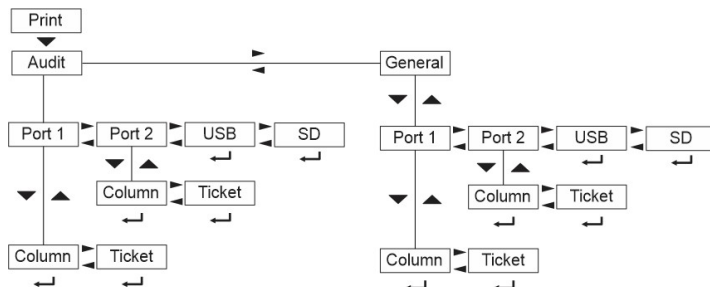 Print
Audit
General
Port 1
Port 2
USB
SD
Column
Ticket
Column
Ticket
Port 1
Port 2
USB
SD
Column
Ticket
Column
Ticket